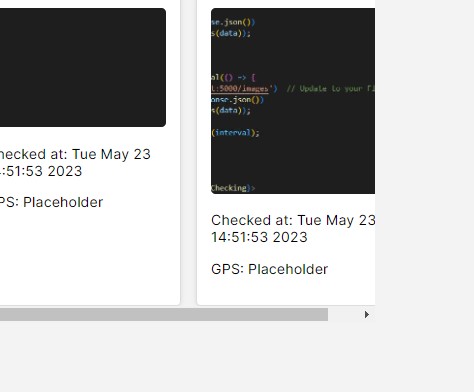 hecked at: Tue May 23
:51:53 2023
PS: Placeholder
se.json())
s(data));
al(() => {
l:5000/images') // Update to your Fl
onse.json())
s(data));
(interval);
Checking}>
Checked at: Tue May 23
14:51:53 2023
GPS: Placeholder